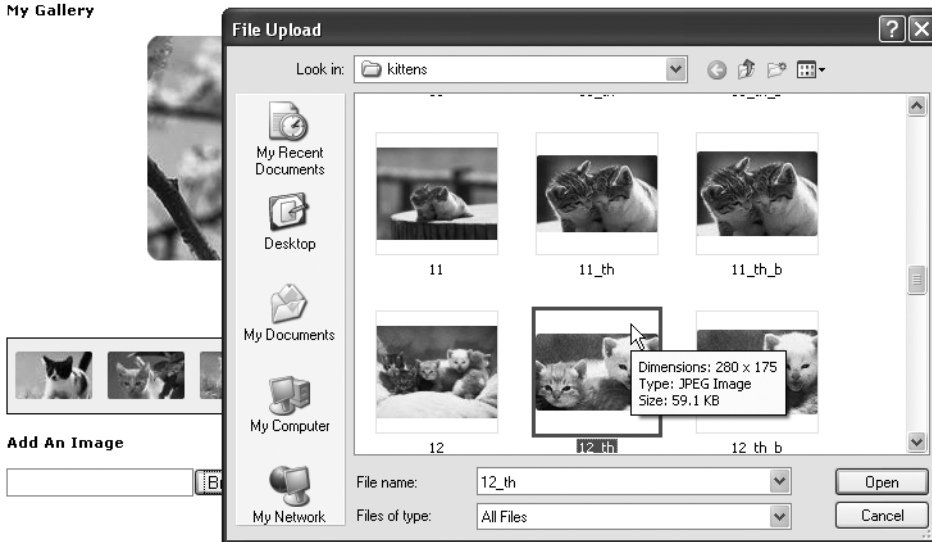 My Gallery
File Upload
Look in:
kittens
My Recent
Documents
Desktop
My Documents
My Computer
My Network
11
11_th
11_th_b
Dimensions: 280 x 175
Type: JPEG Image
Size: 59.1 KB
12
12_th
12_th_b
Add An Image
File name:
12_th
Open
Files of type:
All Files
Cancel